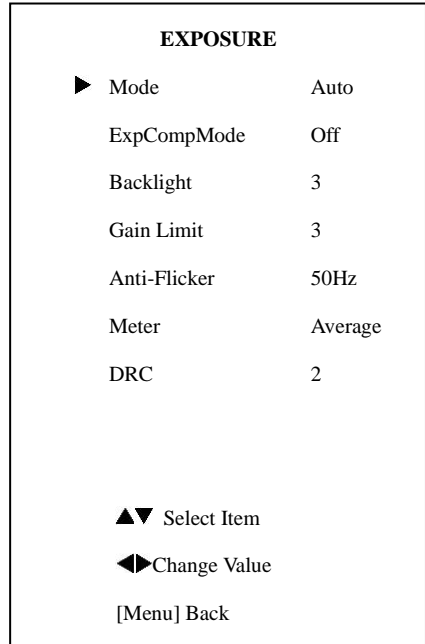 EXPOSURE
▶ Mode Auto
ExpCompMode Off
Backlight 3
Gain Limit 3
Anti-Flicker 50Hz
Meter Average
DRC 2
▲▼ Select Item
◀▶Change Value
[Menu] Back